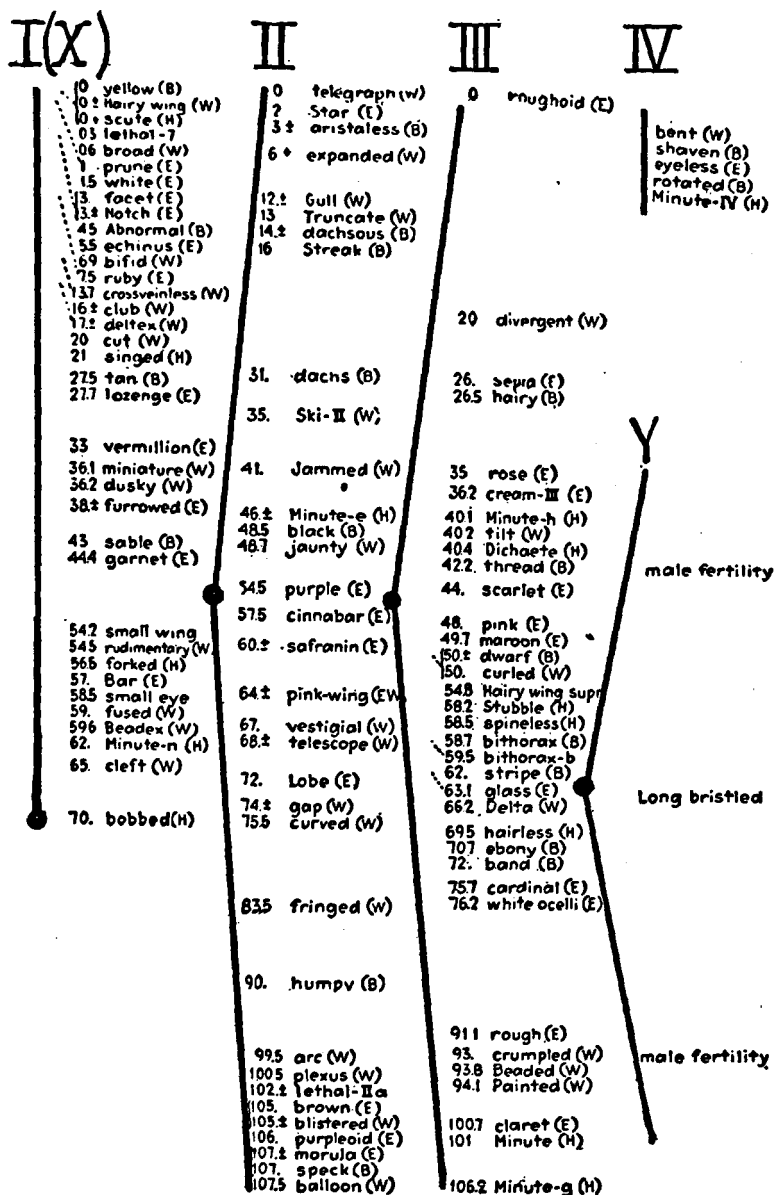 I(X)
0 yellow (B)
0± Hairy wing (W)
0+ scute (H)
03 lethal-7
06 broad (W)
1 prune (E)
1.5 white (E)
3. facet (E)
3± Notch (E)
4.5 Abnormal (B)
5.5 echinus (E)
.69 bifid (W)
7.5 ruby (E)
13.7 crossveinless (W)
16± club (W)
17± deltex (W)
20 cut (W)
21 singed (H)
27.5 tan (B)
27.7 lozenge (E)
33 vermillion (E)
36.1 miniature (W)
36.2 dusky (W)
38± furrowed (E)
43 sable (B)
44.4 garnet (E)
54.2 small wing
54.5 rudimentary (W)
56.5 forked (H)
57. Bar (E)
58.5 small eye
59. fused (W)
59.6 Beadex (W)
62. Minute-n (H)
65. cleft (W)
70. bobbed (H)
II
0 telegraph (W)
2 Star (E)
3± aristaless (B)
6+ expanded (W)
12.± Gull (W)
13 Truncate (W)
14.± dachsous (B)
16 Streak (B)
31. dachs (B)
35. Ski-II (W)
41. Jammed (W)
46.± Minute-e (H)
48.5 black (B)
48.7 jaunty (W)
54.5 purple (E)
57.5 cinnabar (E)
60.± safranin (E)
64.± pink-wing (EW)
67. vestigial (W)
68.± telescope (W)
72. Lobe (E)
74.± gap (W)
75.5 curved (W)
83.5 fringed (W)
90. humpy (B)
99.5 arc (W)
100.5 plexus (W)
102.± lethal-IIa
105. brown (E)
105.± blistered (W)
106. purpleoid (E)
107.± morula (E)
107. speck (B)
107.5 balloon (W)
III
0 roughoid (E)
20 divergent (W)
26. sepia (E)
26.5 hairy (B)
35 rose (E)
36.2 cream-III (E)
40.1 Minute-h (H)
40.2 tilt (W)
40.4 Dichaete (H)
42.2 thread (B)
44. scarlet (E)
48. pink (E)
49.7 maroon (E)
50.± dwarf (B)
50. curled (W)
54.8 Hairy wing supr
58.2 Stubble (H)
58.5 spineless (H)
58.7 bithorax (B)
59.5 bithorax-b
62. stripe (B)
63.1 glass (E)
66.2 Delta (W)
69.5 hairless (H)
70.7 ebony (B)
72. band (B)
75.7 cardinal (E)
76.2 white ocelli (E)
91.1 rough (E)
93. crumpled (W)
93.8 Beaded (W)
94.1 Painted (W)
100.7 claret (E)
101 Minute (H)
106.2 Minute-g (H)
IV
bent (W)
shaven (B)
eyeless (E)
rotated (B)
Minute-IV (H)
Y
male fertility
Long bristled
male fertility